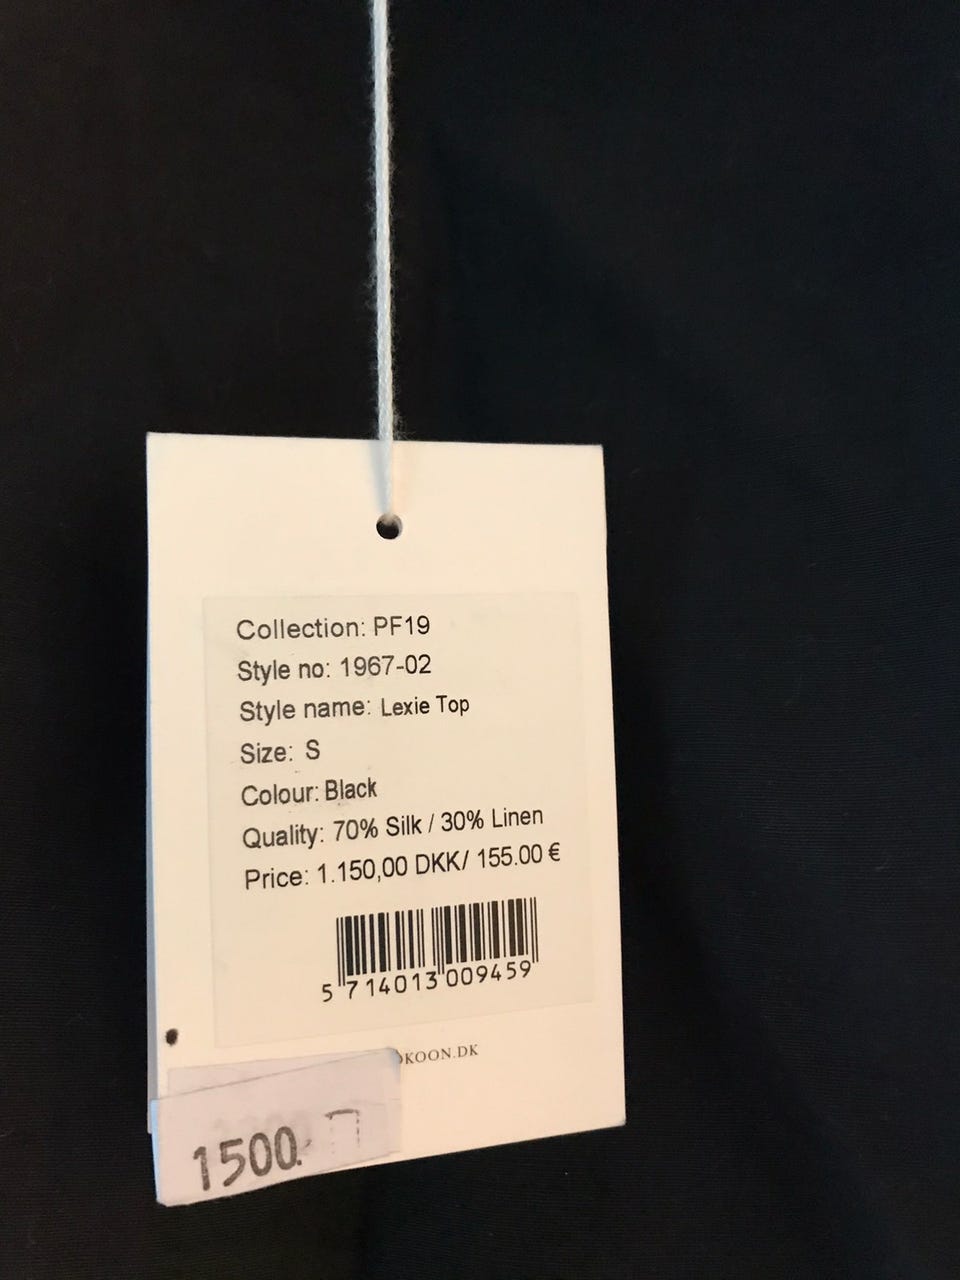 Collection: PF19
Style no: 1967-02
Style name: Lexie Top
Size: S
Colour: Black
Quality: 70% Silk / 30% Linen
Price: 1.150,00 DKK/ 155.00 €
5 714013 009459
OKOON.DK
1500.